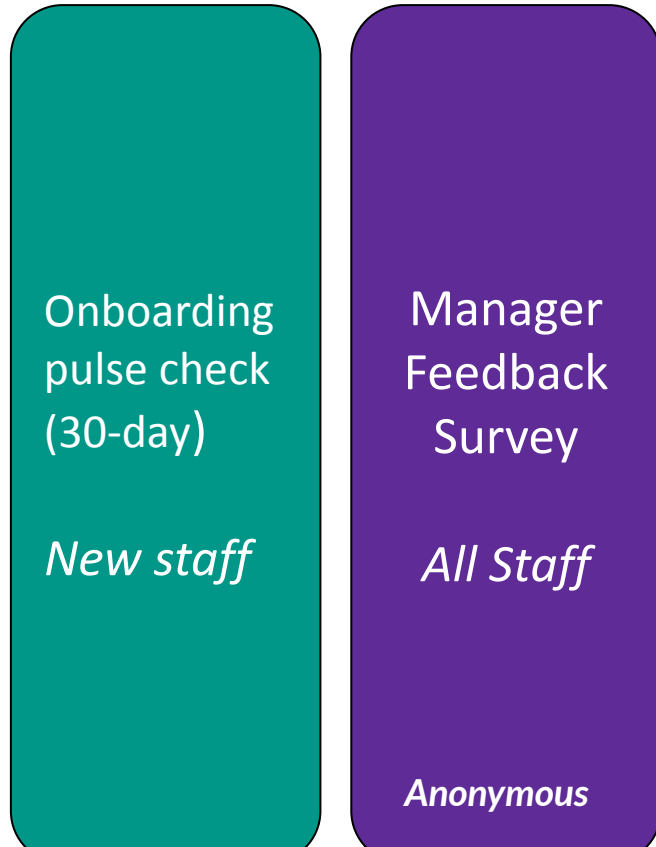 Onboarding
pulse check
(30-day)
New staff
Manager
Feedback
Survey
All Staff
Anonymous